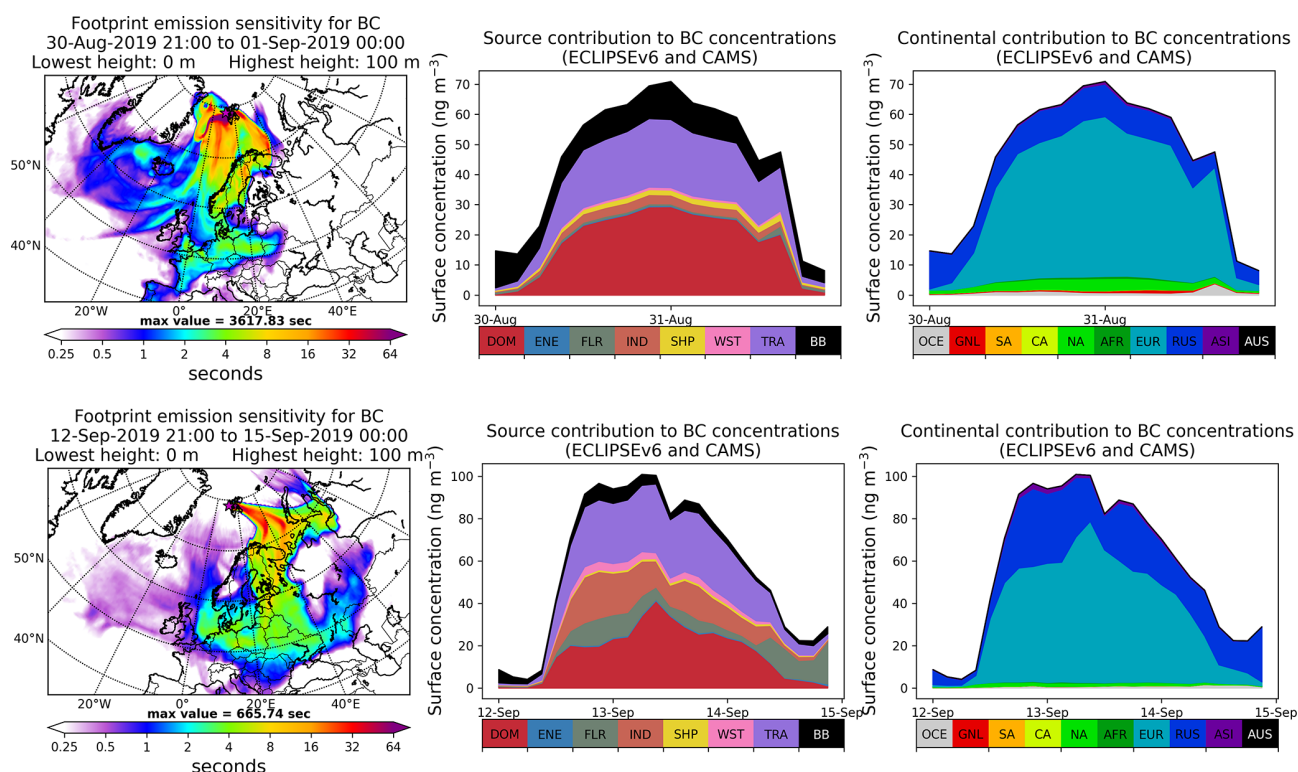 Footprint emission sensitivity for BC
30-Aug-2019 21:00 to 01-Sep-2019 00:00
Lowest height: 0 m Highest height: 100 m
50°N
40°N
20°W 0° 20°E 40°E
max value = 3617.83 sec
0.25 0.5 1 2 4 8 16 32 64
seconds
Source contribution to BC concentrations
(ECLIPSEv6 and CAMS)
Surface concentration (ng m⁻³)
70
60
50
40
30
20
10
0
30-Aug 31-Aug
DOM ENE FLR IND SHP WST TRA BB
Continental contribution to BC concentrations
(ECLIPSEv6 and CAMS)
Surface concentration (ng m⁻³)
70
60
50
40
30
20
10
0
30-Aug 31-Aug
OCE GNL SA CA NA AFR EUR RUS ASI AUS
Footprint emission sensitivity for BC
12-Sep-2019 21:00 to 15-Sep-2019 00:00
Lowest height: 0 m Highest height: 100 m
50°N
40°N
20°W 0° 20°E 40°E
max value = 665.74 sec
0.25 0.5 1 2 4 8 16 32 64
seconds
Source contribution to BC concentrations
(ECLIPSEv6 and CAMS)
Surface concentration (ng m⁻³)
100
80
60
40
20
0
12-Sep 13-Sep 14-Sep 15-Sep
DOM ENE FLR IND SHP WST TRA BB
Continental contribution to BC concentrations
(ECLIPSEv6 and CAMS)
Surface concentration (ng m⁻³)
100
80
60
40
20
0
12-Sep 13-Sep 14-Sep 15-Sep
OCE GNL SA CA NA AFR EUR RUS ASI AUS